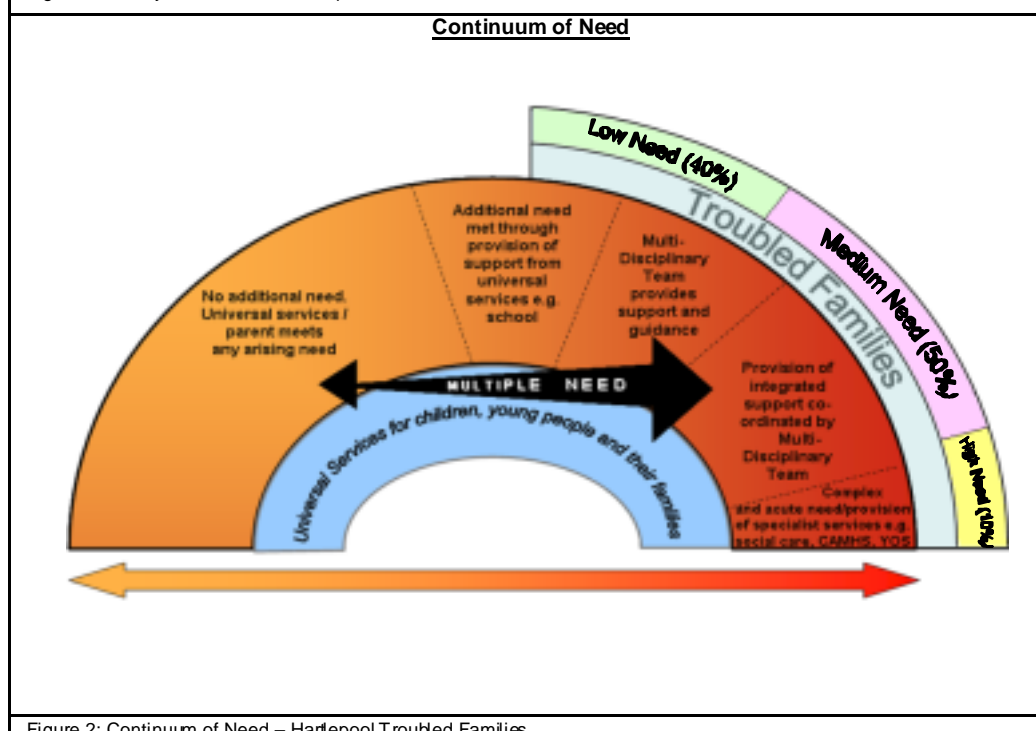 Continuum of Need
Low Need (40%)
Medium Need (50%)
High Need (10%)
Troubled Families
No additional need.
Universal services /
parent meets
any arising need
Additional need
met through
provision of
support from
universal
services e.g.
school
Multi-
Disciplinary
Team
provides
support and
guidance
Provision of
integrated
support co-
ordinated by
Multi-
Disciplinary
Team
Complex
and acute need/provision
of specialist services e.g.
social care, CAMHS, YOS
MULTIPLE NEED
Universal Services for children, young people and their families
Figure 2: Continuum of Need – Hartlepool Troubled Families